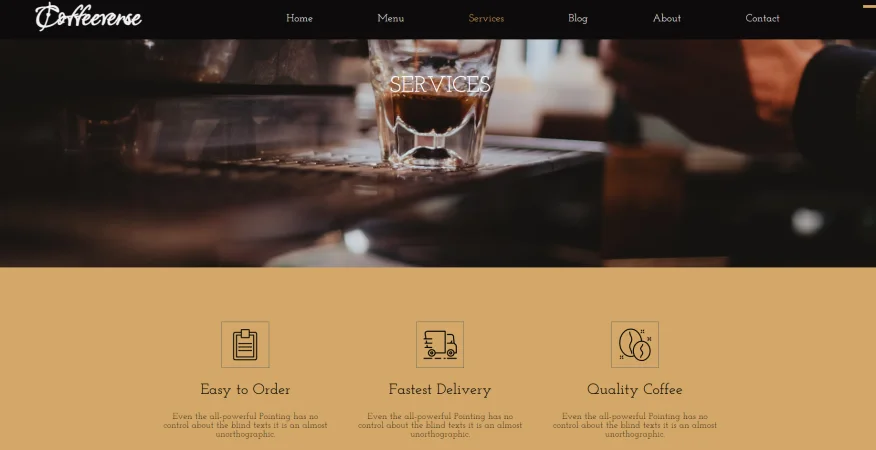 Coffeeverse
Home Menu Services Blog About Contact
SERVICES
Easy to Order
Even the all-powerful Pointing has no
control about the blind texts it is an almost
unorthographic.
Fastest Delivery
Even the all-powerful Pointing has no
control about the blind texts it is an almost
unorthographic.
Quality Coffee
Even the all-powerful Pointing has no
control about the blind texts it is an almost
unorthographic.